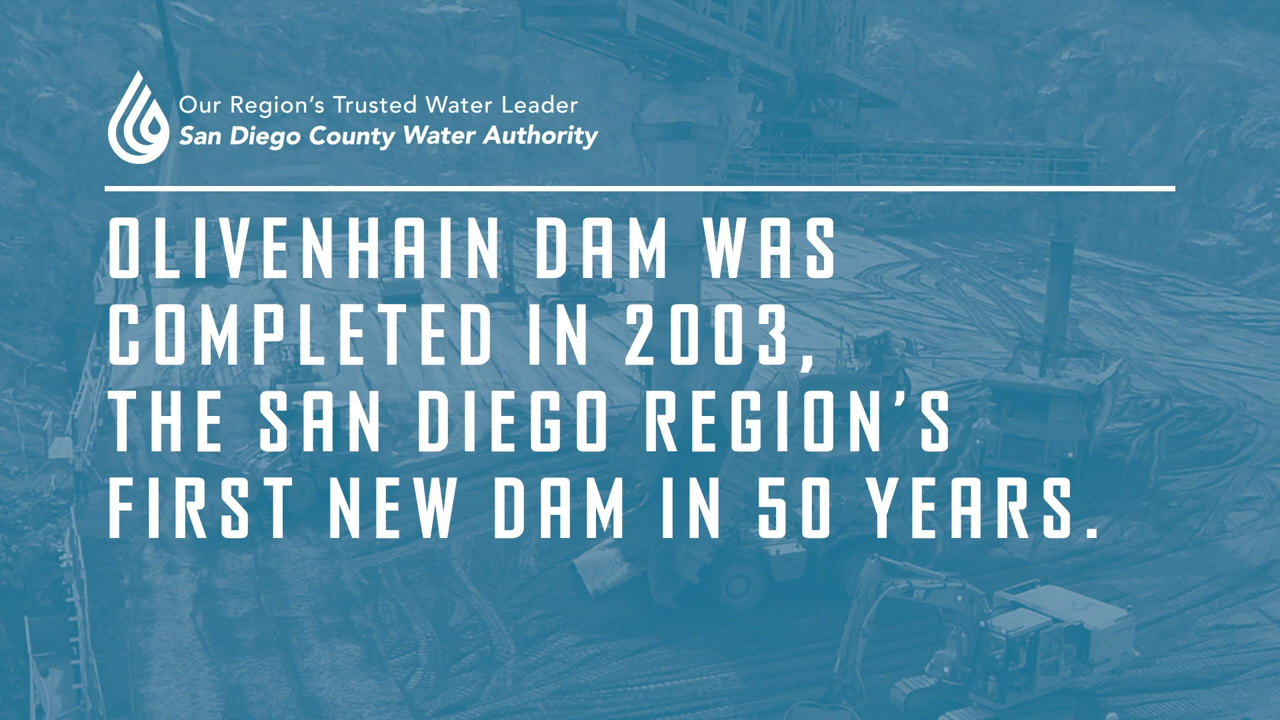 Our Region's Trusted Water Leader
San Diego County Water Authority
OLIVENHAIN DAM WAS
COMPLETED IN 2003,
THE SAN DIEGO REGION'S
FIRST NEW DAM IN 50 YEARS.